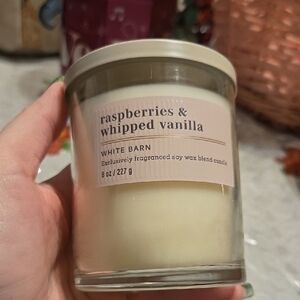 raspberries &
whipped vanilla
WHITE BARN
Exclusively fragranced soy wax blend candle
8 oz / 227 g